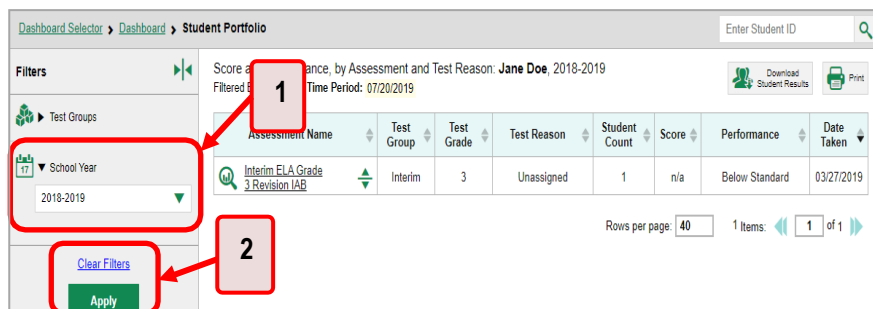 Dashboard Selector > Dashboard > Student Portfolio
Enter Student ID
Filters
Score a ance, by Assessment and Test Reason: Jane Doe, 2018-2019
Filtered Time Period: 07/20/2019
Download
Student Results
Print
Test Groups
School Year
17
2018-2019
Clear Filters
Apply
1
2
Assessment Name
Test Group
Test Grade
Test Reason
Student Count
Score
Performance
Date Taken
Interim ELA Grade
3 Revision IAB
Interim
3
Unassigned
1
n/a
Below Standard
03/27/2019
Rows per page: 40
1 Items: 1 of 1